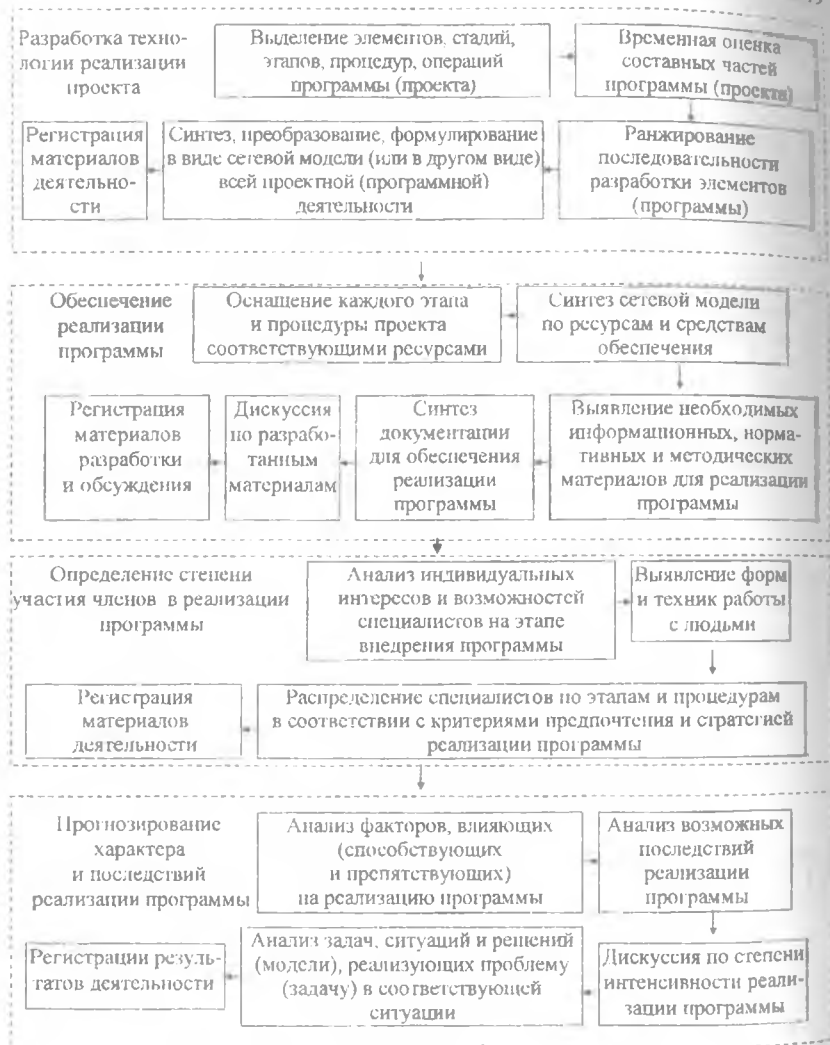 Разработка техно-
логии реализации
проекта
Выделение элементов, стадий,
этапов, процедур, операций
программы (проекта)
Временная оценка
составных частей
программы (проекта)
Ранжирование
последовательности
разработки элементов
(программы)
Синтез, преобразование, формулирование
в виде сетевой модели (или в другом виде)
всей проектной (программной)
деятельности
Регистрация
материалов
деятельно-
сти
Обеспечение
реализации
программы
Оснащение каждого этапа
и процедуры проекта
соответствующими ресурсами
Синтез сетевой модели
по ресурсам и средствам
обеспечения
Выявление необходимых
информационных, норма-
тивных и методических
материалов для реализации
программы
Синтез
документации
для обеспечения
реализации
программы
Дискуссия
по разрабо-
танным
материалам
Регистрация
материалов
разработки
и обсуждения
Определение степени
участия членов в реализации
программы
Анализ индивидуальных
интересов и возможностей
специалистов на этапе
внедрения программы
Выявление форм
и техник работы
с людьми
Распределение специалистов по этапам и процедурам
в соответствии с критериями предпочтения и стратегией
реализации программы
Регистрация
материалов
деятельности
Прогнозирование
характера
и последствий
реализации программы
Анализ факторов, влияющих
(способствующих
и препятствующих)
на реализацию программы
Анализ возможных
последствий
реализации
программы
Дискуссия по степени
интенсивности реали-
зации программы
Анализ задач, ситуаций и решений
(модели), реализующих проблему
(задачу) в соответствующей
ситуации
Регистрации резуль-
татов деятельности